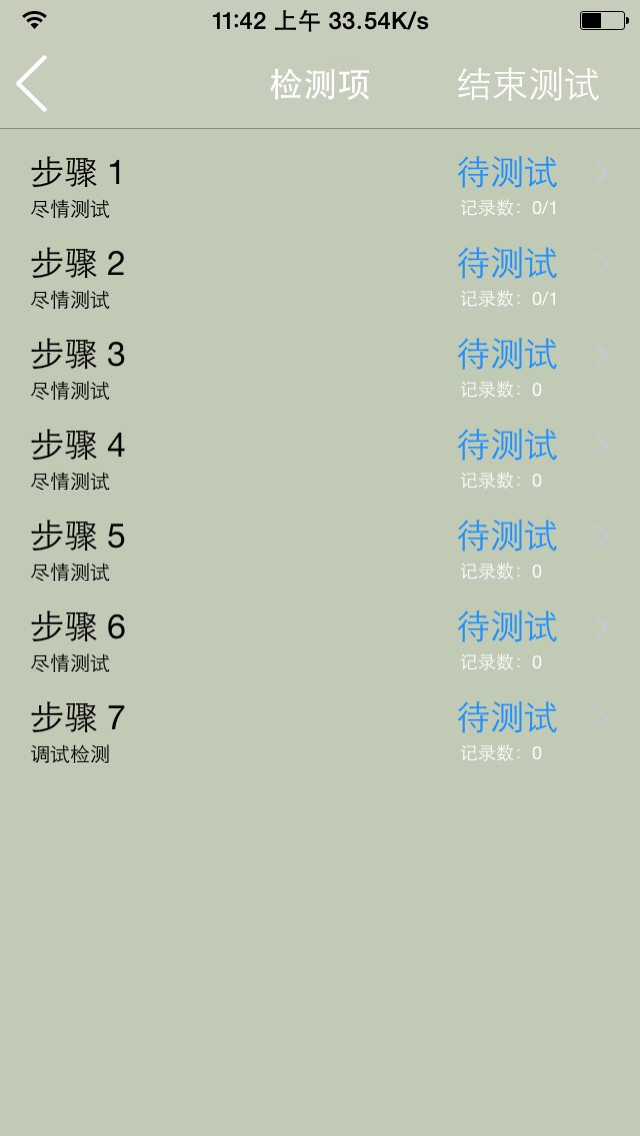 11:42 上午 33.54K/s
检测项 结束测试
步骤 1 待测试
尽情测试 记录数：0/1
步骤 2 待测试
尽情测试 记录数：0/1
步骤 3 待测试
尽情测试 记录数：0
步骤 4 待测试
尽情测试 记录数：0
步骤 5 待测试
尽情测试 记录数：0
步骤 6 待测试
尽情测试 记录数：0
步骤 7 待测试
调试检测 记录数：0